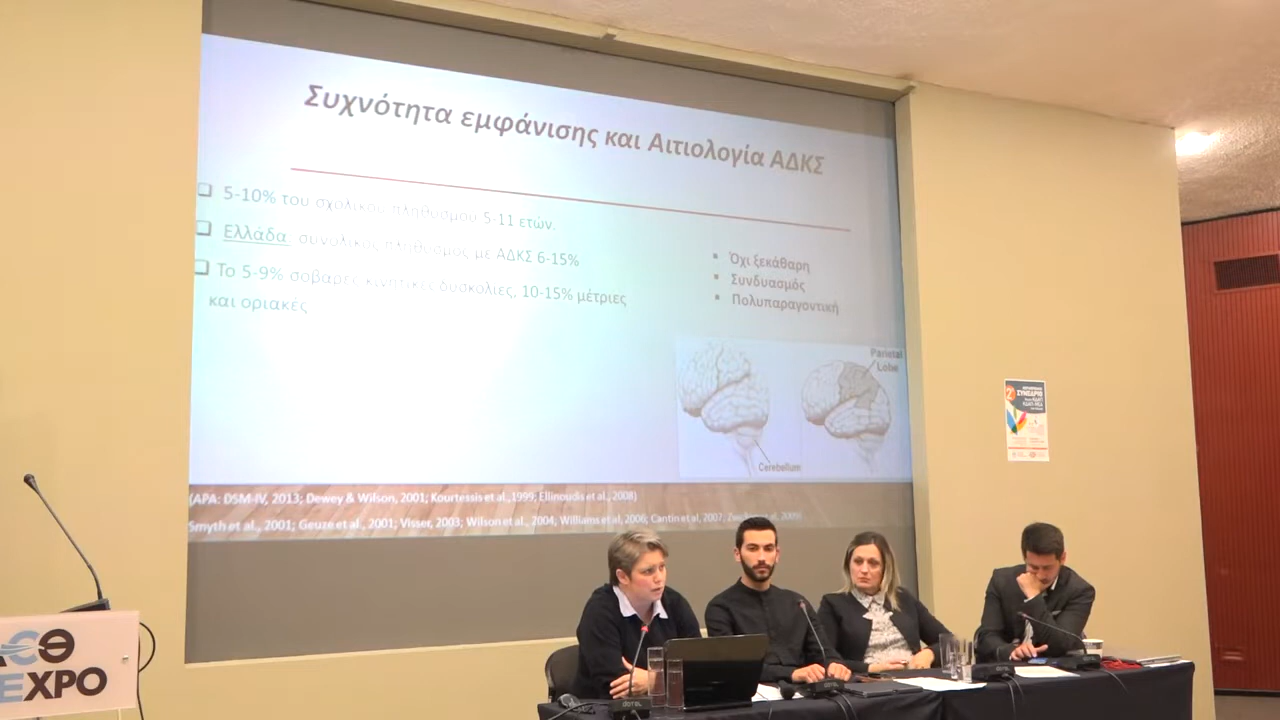 Συχνότητα εμφάνισης και Αιτιολογία ΑΔΚΣ
5-10% του σχολικού πληθυσμού 5-11 ετών.
Ελλάδα: συνολικός πληθυσμός με ΑΔΚΣ 6-15%
Το 5-9% σοβαρές κινητικές δυσκολίες, 10-15% μέτριες
και οριακές
Όχι ξεκάθαρη
Συνδυασμός
Πολυπαραγοντική
Parietal
Lobe
Cerebellum
(APA: DSM-IV, 2013; Dewey & Wilson, 2001; Kourtessis et al.,1999; Ellinoudis et al., 2008)
Smyth et al., 2001; Geuze et al., 2001; Visser, 2003; Wilson et al., 2004; Williams et al, 2006; Cantin et al, 2007;
2
ΣΥΝΕΔΡΙΟ
EXPO
DOTEL